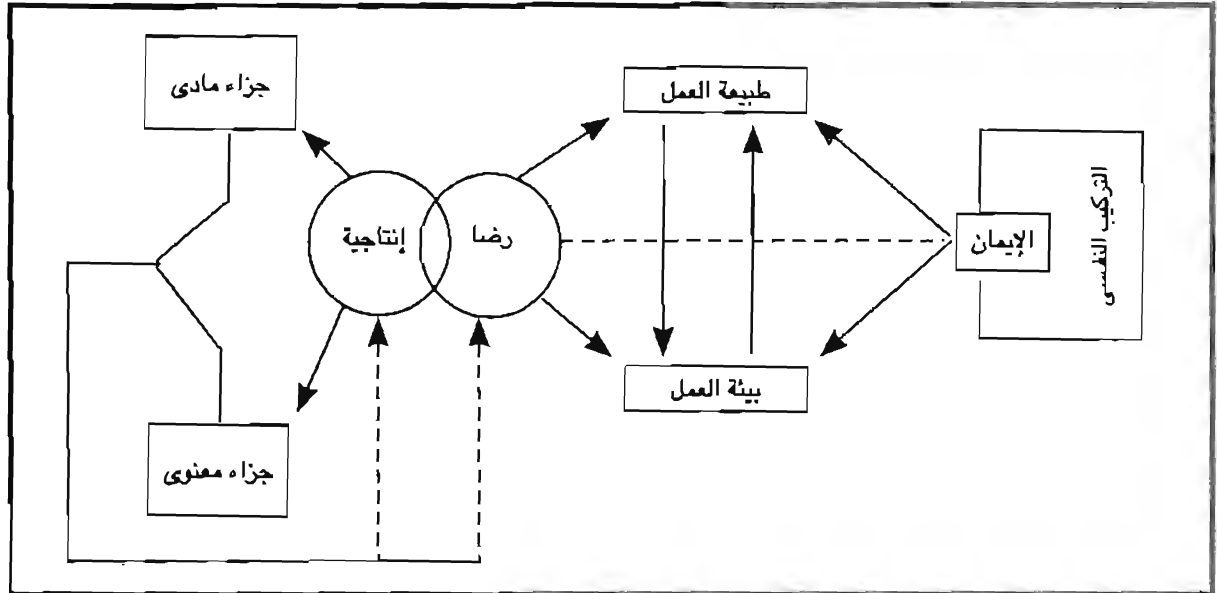 التركيب النفسى
الإيمان
طبيعة العمل
بيئة العمل
رضا
إنتاجية
جزاء مادى
جزاء معنوى